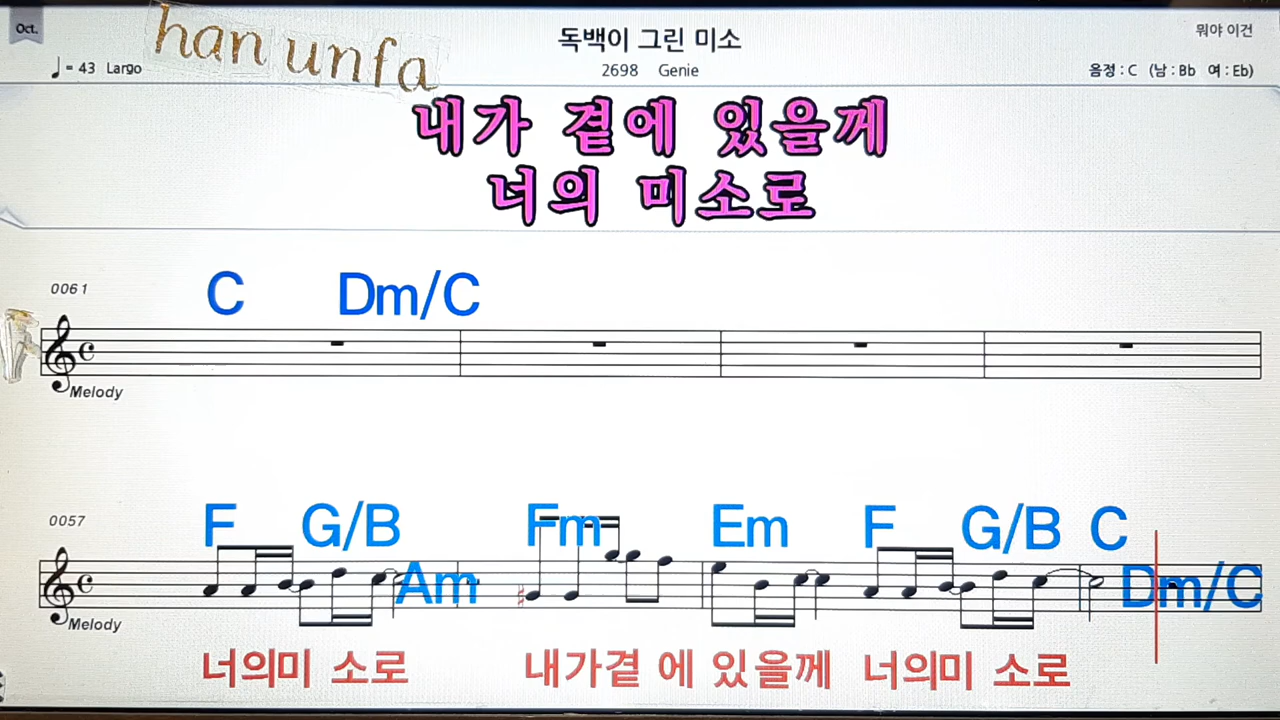 Oct.
han unfa
독백이 그린 미소
뭐야 이건
♩= 43 Largo
2698 Genie
음정 : C (남 : Bb 여 : Eb)
내가 곁에 있을께
너의 미소로
0061
C Dm/C
Melody
0057
F G/B Am Fm Em F G/B C Dm/C
Melody
너의미 소로 내가곁 에 있을께 너의미 소로